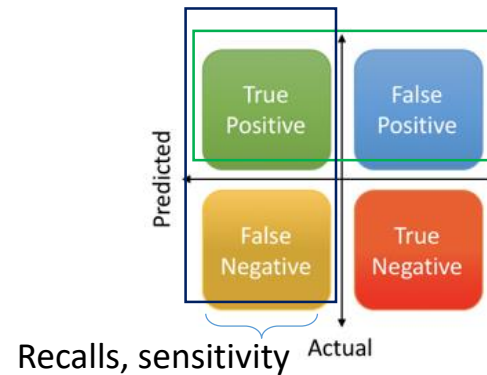 True
Positive
False
Positive
Predicted
False
Negative
True
Negative
Recalls, sensitivity
Actual